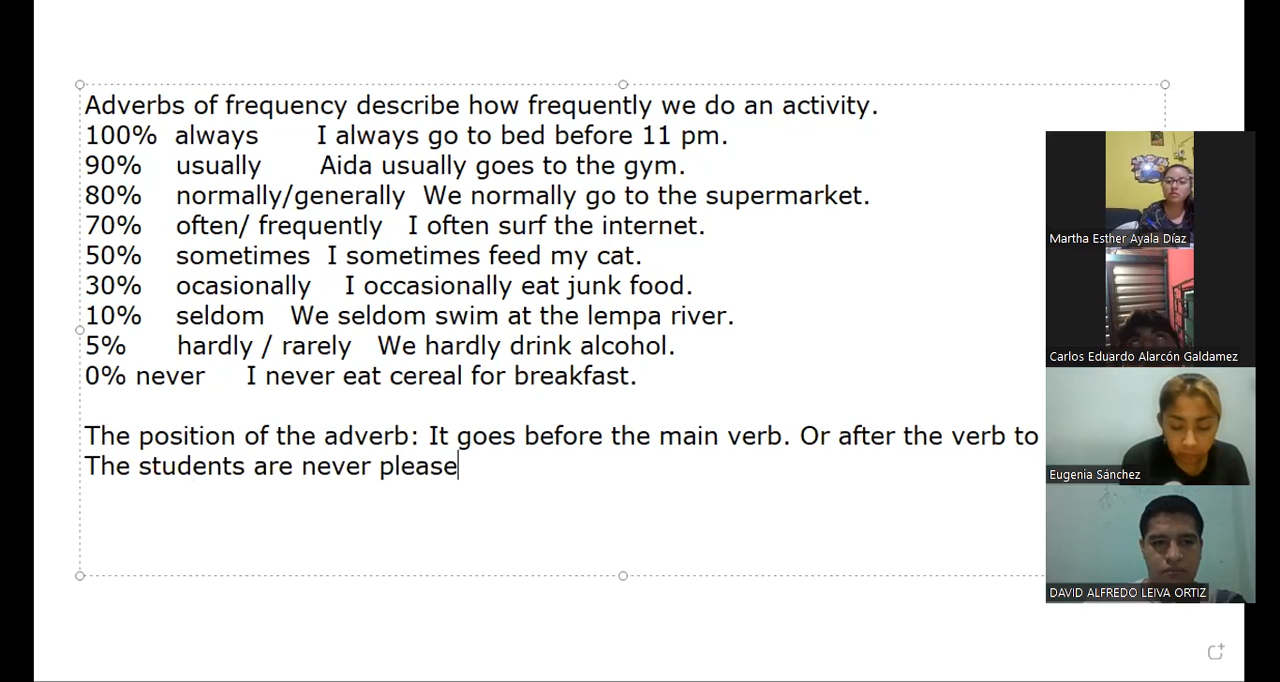 Adverbs of frequency describe how frequently we do an activity.
100% always I always go to bed before 11 pm.
90% usually Aida usually goes to the gym.
80% normally/generally We normally go to the supermarket.
70% often/ frequently I often surf the internet.
50% sometimes I sometimes feed my cat.
30% ocasionally I occasionally eat junk food.
10% seldom We seldom swim at the lempa river.
5% hardly / rarely We hardly drink alcohol.
0% never I never eat cereal for breakfast.
The position of the adverb: It goes before the main verb. Or after the verb to
The students are never please
Martha Esther Ayala Díaz
Carlos Eduardo Alarcón Galdamez
Eugenia Sánchez
DAVID ALFREDO LEIVA ORTIZ